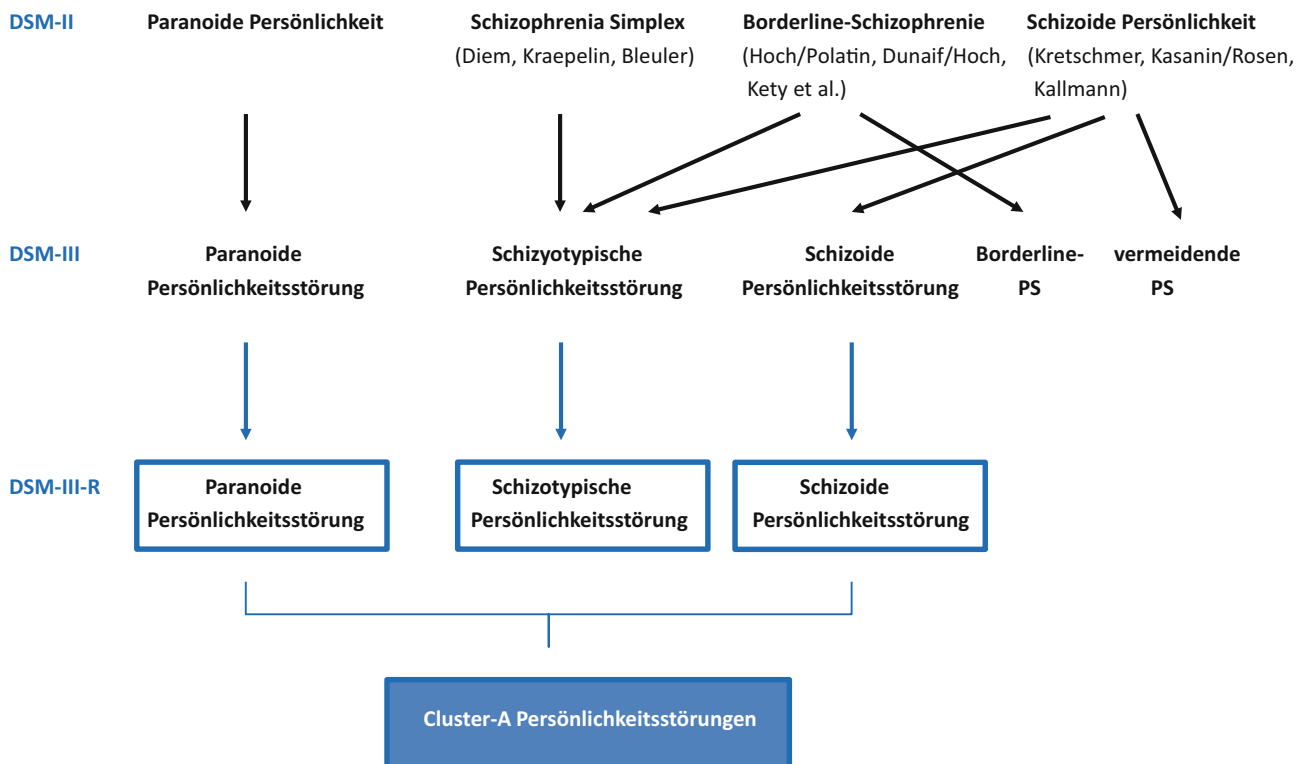 DSM-II Paranoide Persönlichkeit Schizophrenia Simplex Borderline-Schizophrenie Schizoide Persönlichkeit
(Diem, Kraepelin, Bleuler) (Hoch/Polatin, Dunaif/Hoch, (Kretschmer, Kasanin/Rosen,
Kety et al.) Kallmann)
DSM-III Paranoide Schizyotypische Schizoide Borderline- vermeidende
Persönlichkeitsstörung Persönlichkeitsstörung Persönlichkeitsstörung PS PS
DSM-III-R Paranoide Schizotypische Schizoide
Persönlichkeitsstörung Persönlichkeitsstörung Persönlichkeitsstörung
Cluster-A Persönlichkeitsstörungen